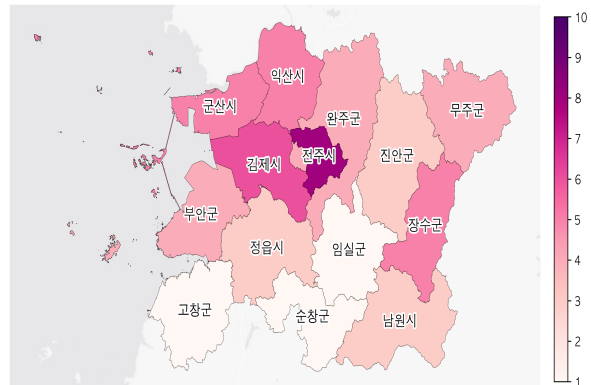 익산시
군산시
완주군
무주군
김제시
전주시
진안군
부안군
장수군
정읍시
임실군
고창군
순창군
남원시
10
9
8
7
6
5
4
3
2
1